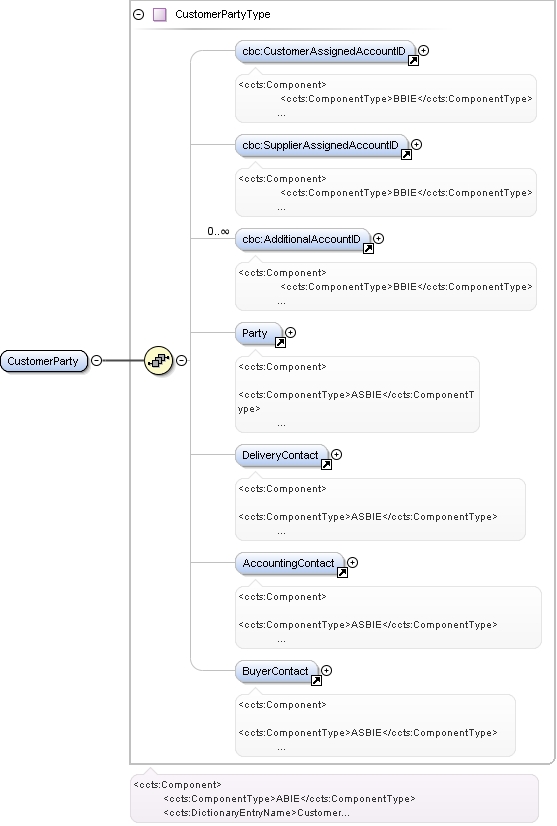 CustomerPartyType
cbc:CustomerAssignedAccountID
<ccts:Component>
<ccts:ComponentType>BBIE</ccts:ComponentType>
...
cbc:SupplierAssignedAccountID
<ccts:Component>
<ccts:ComponentType>BBIE</ccts:ComponentType>
...
0..∞
cbc:AdditionalAccountID
<ccts:Component>
<ccts:ComponentType>BBIE</ccts:ComponentType>
...
Party
<ccts:Component>
<ccts:ComponentType>ASBIE</ccts:ComponentT
ype>
...
CustomerParty
DeliveryContact
<ccts:Component>
<ccts:ComponentType>ASBIE</ccts:ComponentType>
...
AccountingContact
<ccts:Component>
<ccts:ComponentType>ASBIE</ccts:ComponentType>
...
BuyerContact
<ccts:Component>
<ccts:ComponentType>ASBIE</ccts:ComponentType>
...
<ccts:Component>
<ccts:ComponentType>ABIE</ccts:ComponentType>
<ccts:DictionaryEntryName>Customer...